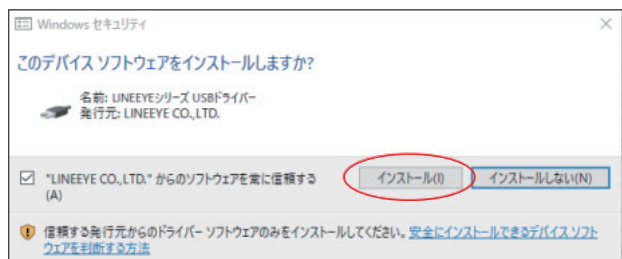 Windows セキュリティ
このデバイス ソフトウェアをインストールしますか?
名前: LINEEYEシリーズ USBドライバー
発行元: LINEEYE CO.,LTD.
"LINEEYE CO.,LTD." からのソフトウェアを常に信頼する
(A)
インストール(I)
インストールしない(N)
信頼する発行元からのドライバー ソフトウェアのみをインストールしてください。安全にインストールできるデバイス ソフト
ウェアを判断する方法